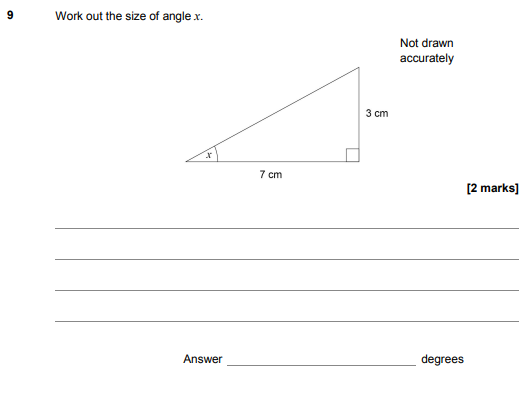 9 Work out the size of angle x.
Not drawn
accurately
3 cm
x
7 cm
[2 marks]
Answer degrees